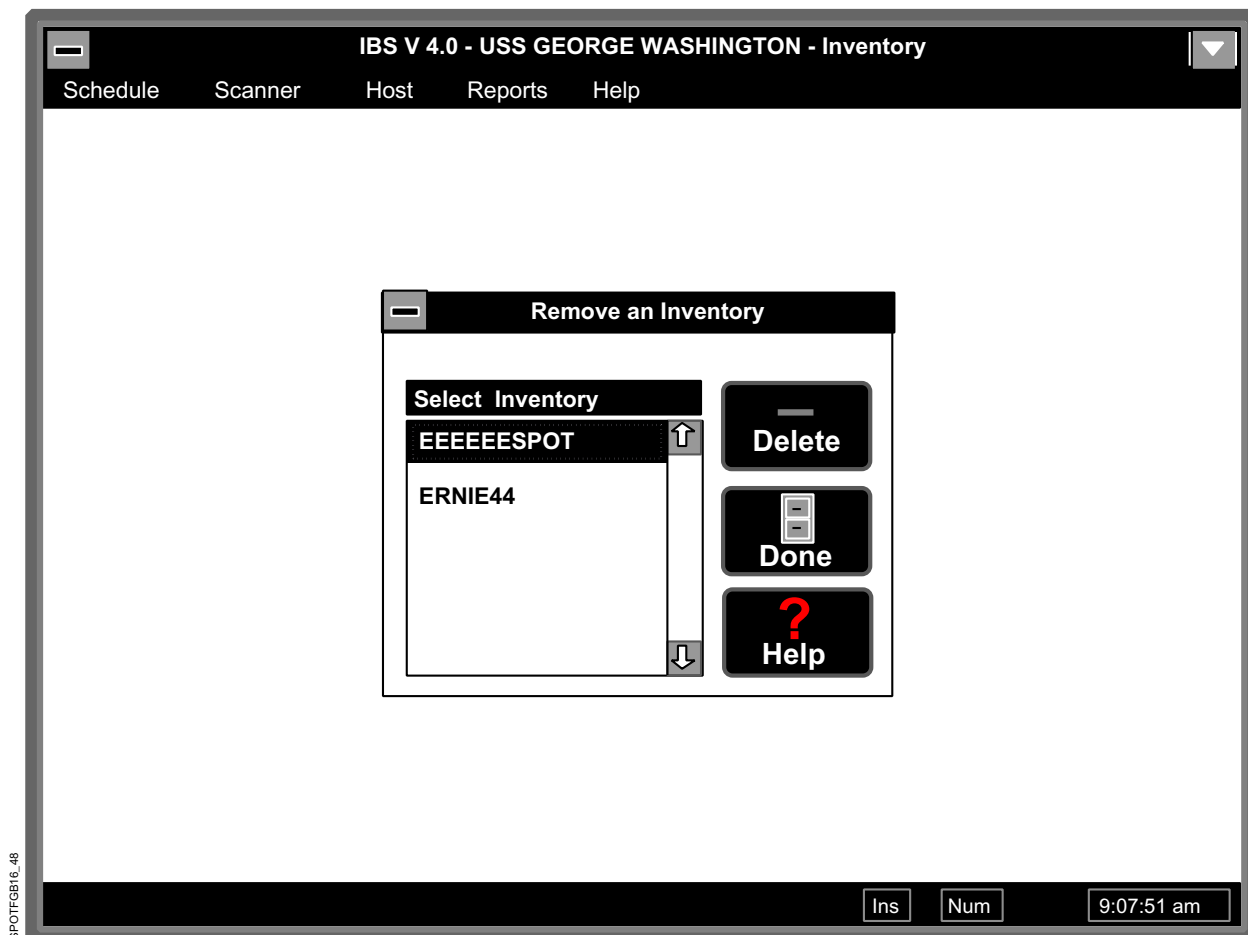 IBS V 4.0 - USS GEORGE WASHINGTON - Inventory
Schedule Scanner Host Reports Help
Remove an Inventory
Select Inventory
EEEEEESPOT
ERNIE44
Delete
Done
?
Help
Ins Num 9:07:51 am
SPOTFGB16_48